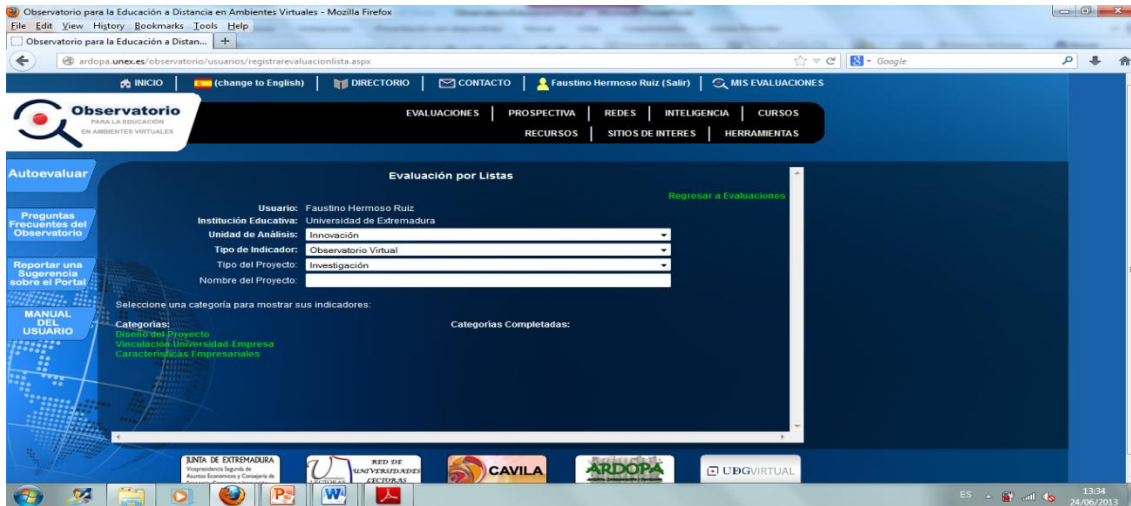 Observatorio para la Educación a Distancia en Ambientes Virtuales - Mozilla Firefox
File Edit View History Bookmarks Tools Help
Observatorio para la Educación a Distan... +
ardopa.unex.es/observatorio/usuarios/registrarevaluacionlista.aspx
Google
INICIO (change to English) DIRECTORIO CONTACTO Faustino Hermoso Ruiz (Salir) MIS EVALUACIONES
Observatorio
PARA LA EDUCACIÓN
EN AMBIENTES VIRTUALES
EVALUACIONES PROSPECTIVA REDES INTELIGENCIA CURSOS
RECURSOS SITIOS DE INTERES HERRAMIENTAS
Autoevaluar
Preguntas
Frecuentes del
Observatorio
Reportar una
Sugerencia
sobre el Portal
MANUAL
DEL
USUARIO
Evaluación por Listas
Regresar a Evaluaciones
Usuario: Faustino Hermoso Ruiz
Institución Educativa: Universidad de Extremadura
Unidad de Análisis: Innovación
Tipo de Indicador: Observatorio Virtual
Tipo del Proyecto: Investigación
Nombre del Proyecto:
Seleccione una categoría para mostrar sus indicadores:
Categorías: Categorías Completadas:
Diseño del Proyecto
Vinculación Universidad-Empresa
Características Empresariales
JUNTA DE EXTREMADURA
Vicepresidencia Segunda de
Asuntos Económicos y Consejería de
RED DE
UNIVERSIDADES
LECTORAS
CAVILA
ARDOPA
UDGVIRTUAL
ES
13:34
24/06/2013